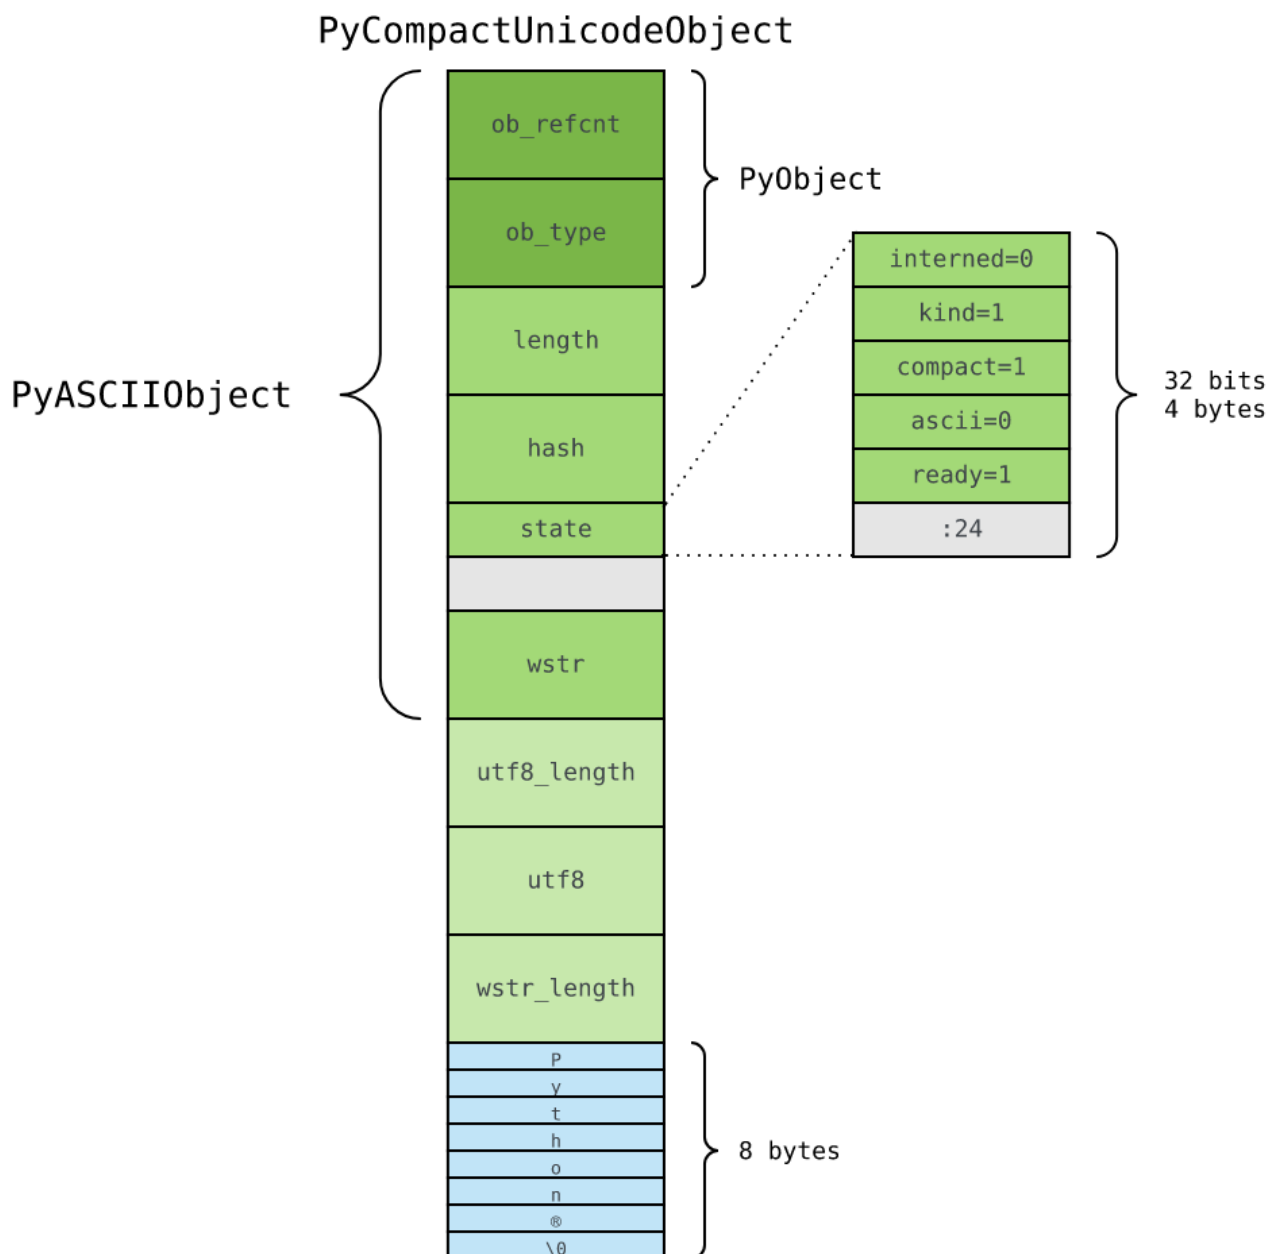 PyCompactUnicodeObject
ob_refcnt
PyObject
ob_type
interned=0
length
kind=1
compact=1
32 bits
PyASCIIObject
4 bytes
ascii=0
hash
ready=1
state
:24
wstr
utf8_length
utf8
wstr_length
P
y
t
h
8 bytes
o
n
®
\0